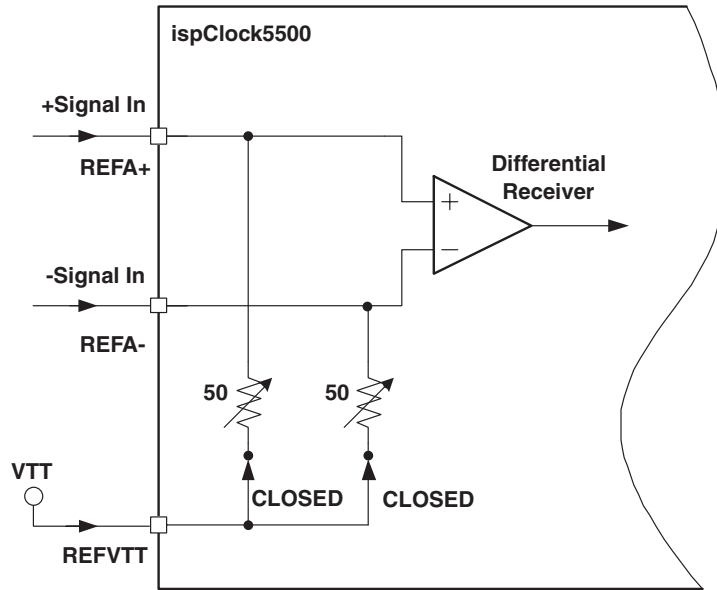 ispClock5500
+Signal In
REFA+
Differential
Receiver
+
−
-Signal In
REFA-
50
50
VTT
CLOSED
CLOSED
REFVTT